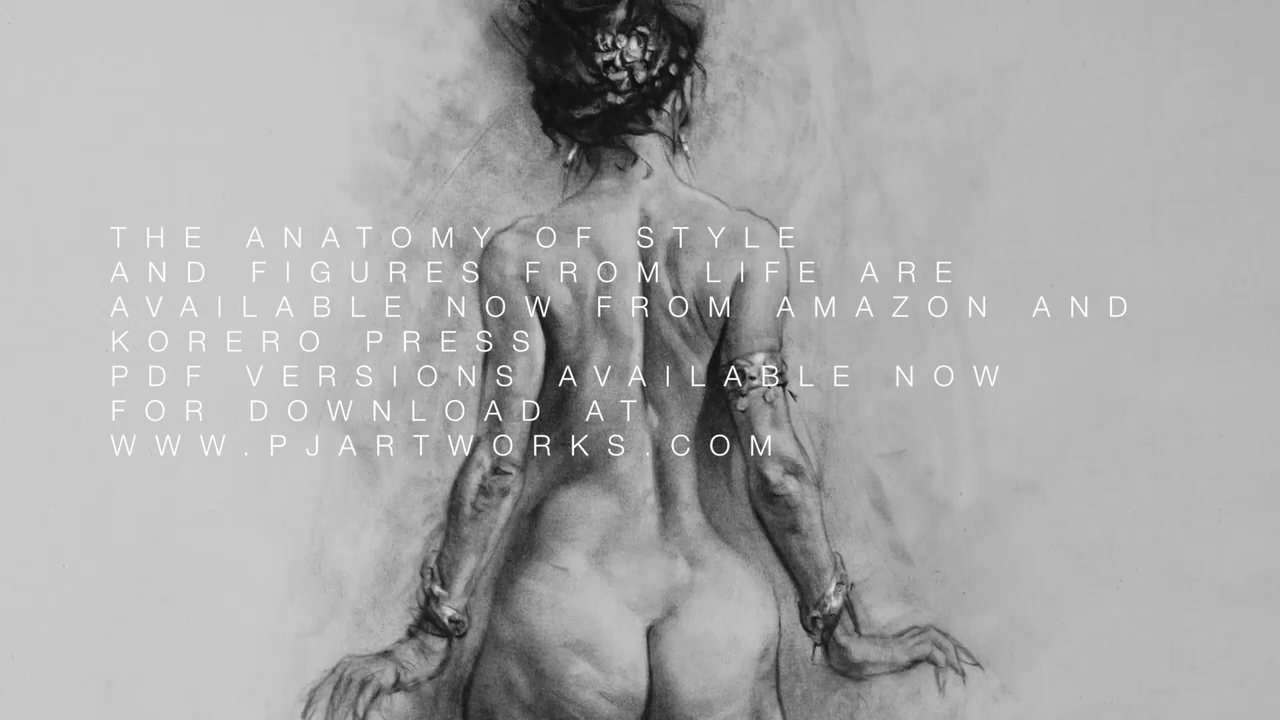 THE ANATOMY OF STYLE
AND FIGURES FROM LIFE ARE
AVAILABLE NOW FROM AMAZON AND
KORERO PRESS
PDF VERSIONS AVAILABLE NOW
FOR DOWNLOAD AT
WWW.PJARTWORKS.COM